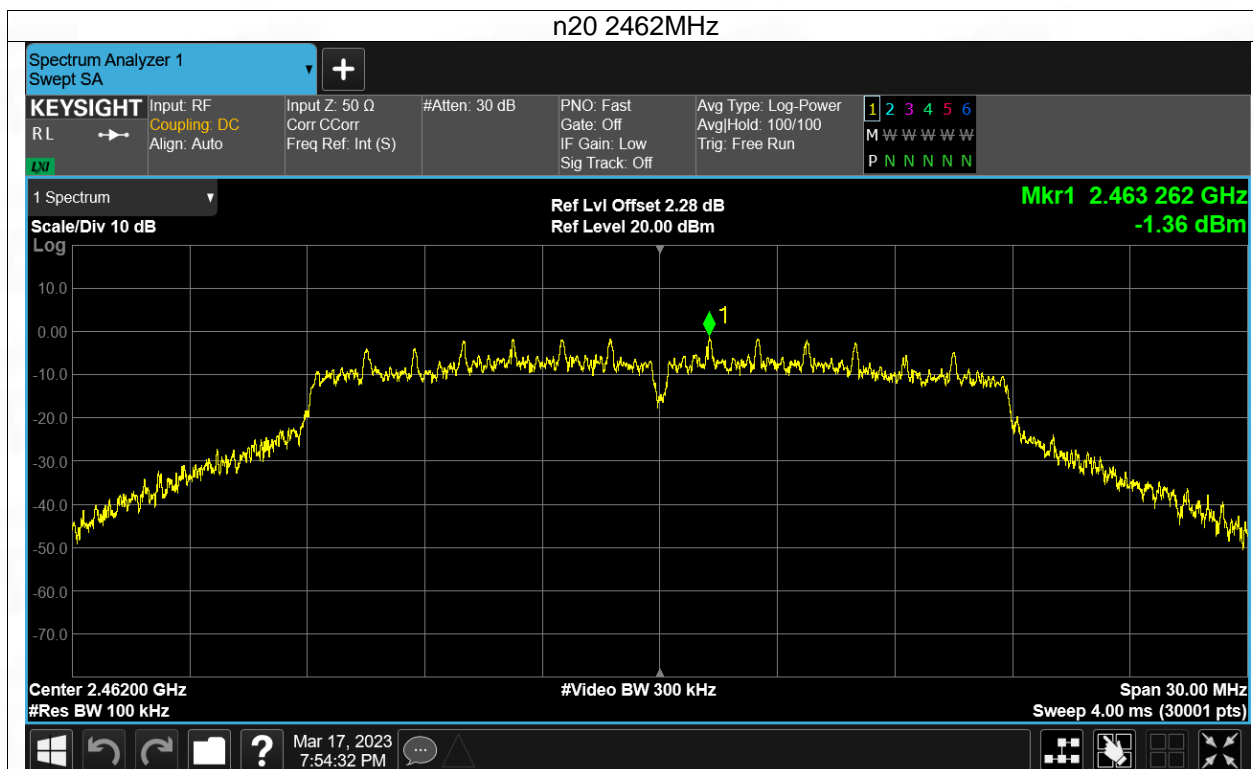 n20 2462MHz
Spectrum Analyzer 1
Swept SA
KEYSIGHT
RL
LXI
Input: RF
Coupling: DC
Align: Auto
Input Z: 50 Ω
Corr CCorr
Freq Ref: Int (S)
#Atten: 30 dB
PNO: Fast
Gate: Off
IF Gain: Low
Sig Track: Off
Avg Type: Log-Power
Avg|Hold: 100/100
Trig: Free Run
1 2 3 4 5 6
M W W W W W
P N N N N N
1 Spectrum
Scale/Div 10 dB
Ref Lvl Offset 2.28 dB
Ref Level 20.00 dBm
Mkr1 2.463 262 GHz
-1.36 dBm
Log
10.0
0.00
-10.0
-20.0
-30.0
-40.0
-50.0
-60.0
-70.0
1
Center 2.46200 GHz
#Res BW 100 kHz
#Video BW 300 kHz
Span 30.00 MHz
Sweep 4.00 ms (30001 pts)
?
Mar 17, 2023
7:54:32 PM